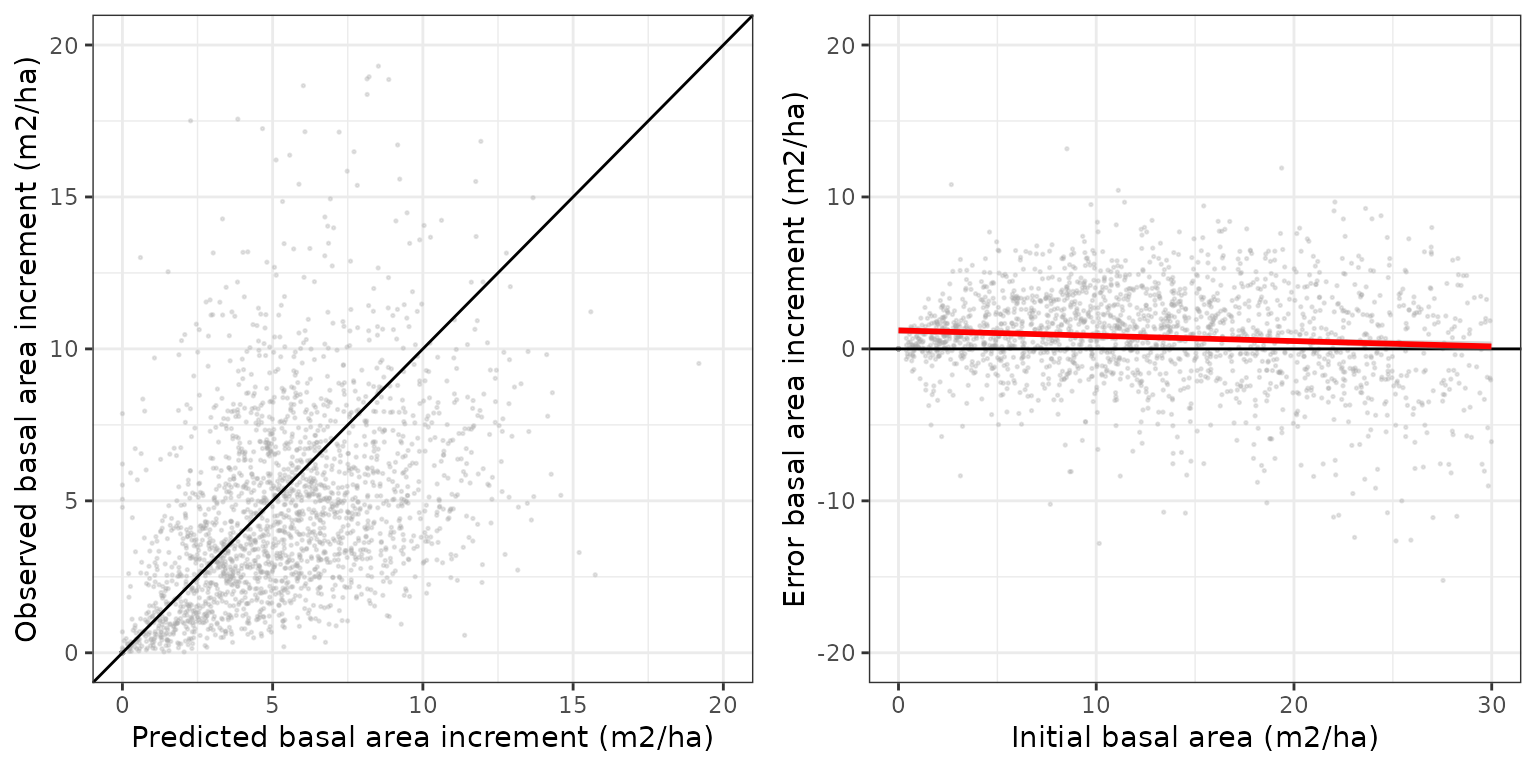 Observed basal area increment (m2/ha)
20
15
10
5
0
0 5 10 15 20
Predicted basal area increment (m2/ha)
Error basal area increment (m2/ha)
20
10
0
-10
-20
0 10 20 30
Initial basal area (m2/ha)